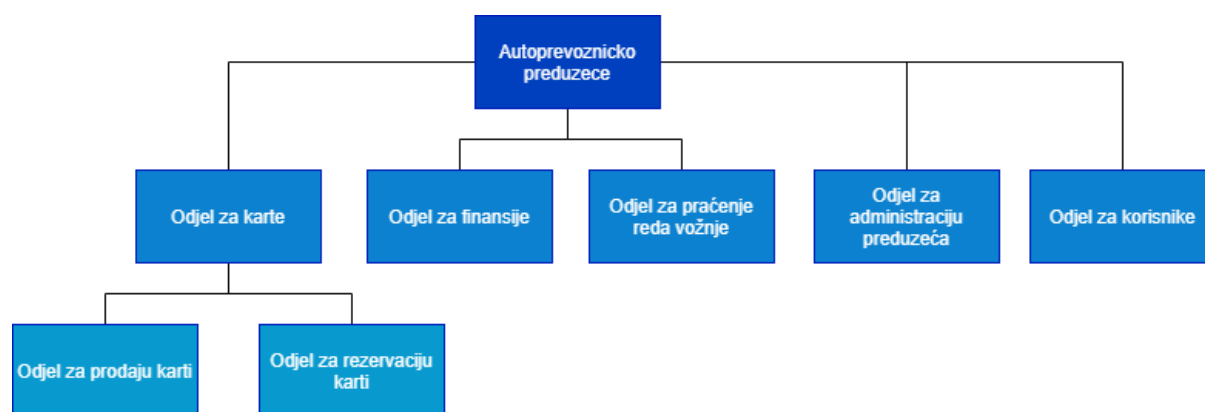 Autoprevoznicko
preduzece
Odjel za karte
Odjel za finansije
Odjel za praćenje
reda vožnje
Odjel za
administraciju
preduzeća
Odjel za korisnike
Odjel za prodaju karti
Odjel za rezervaciju
karti